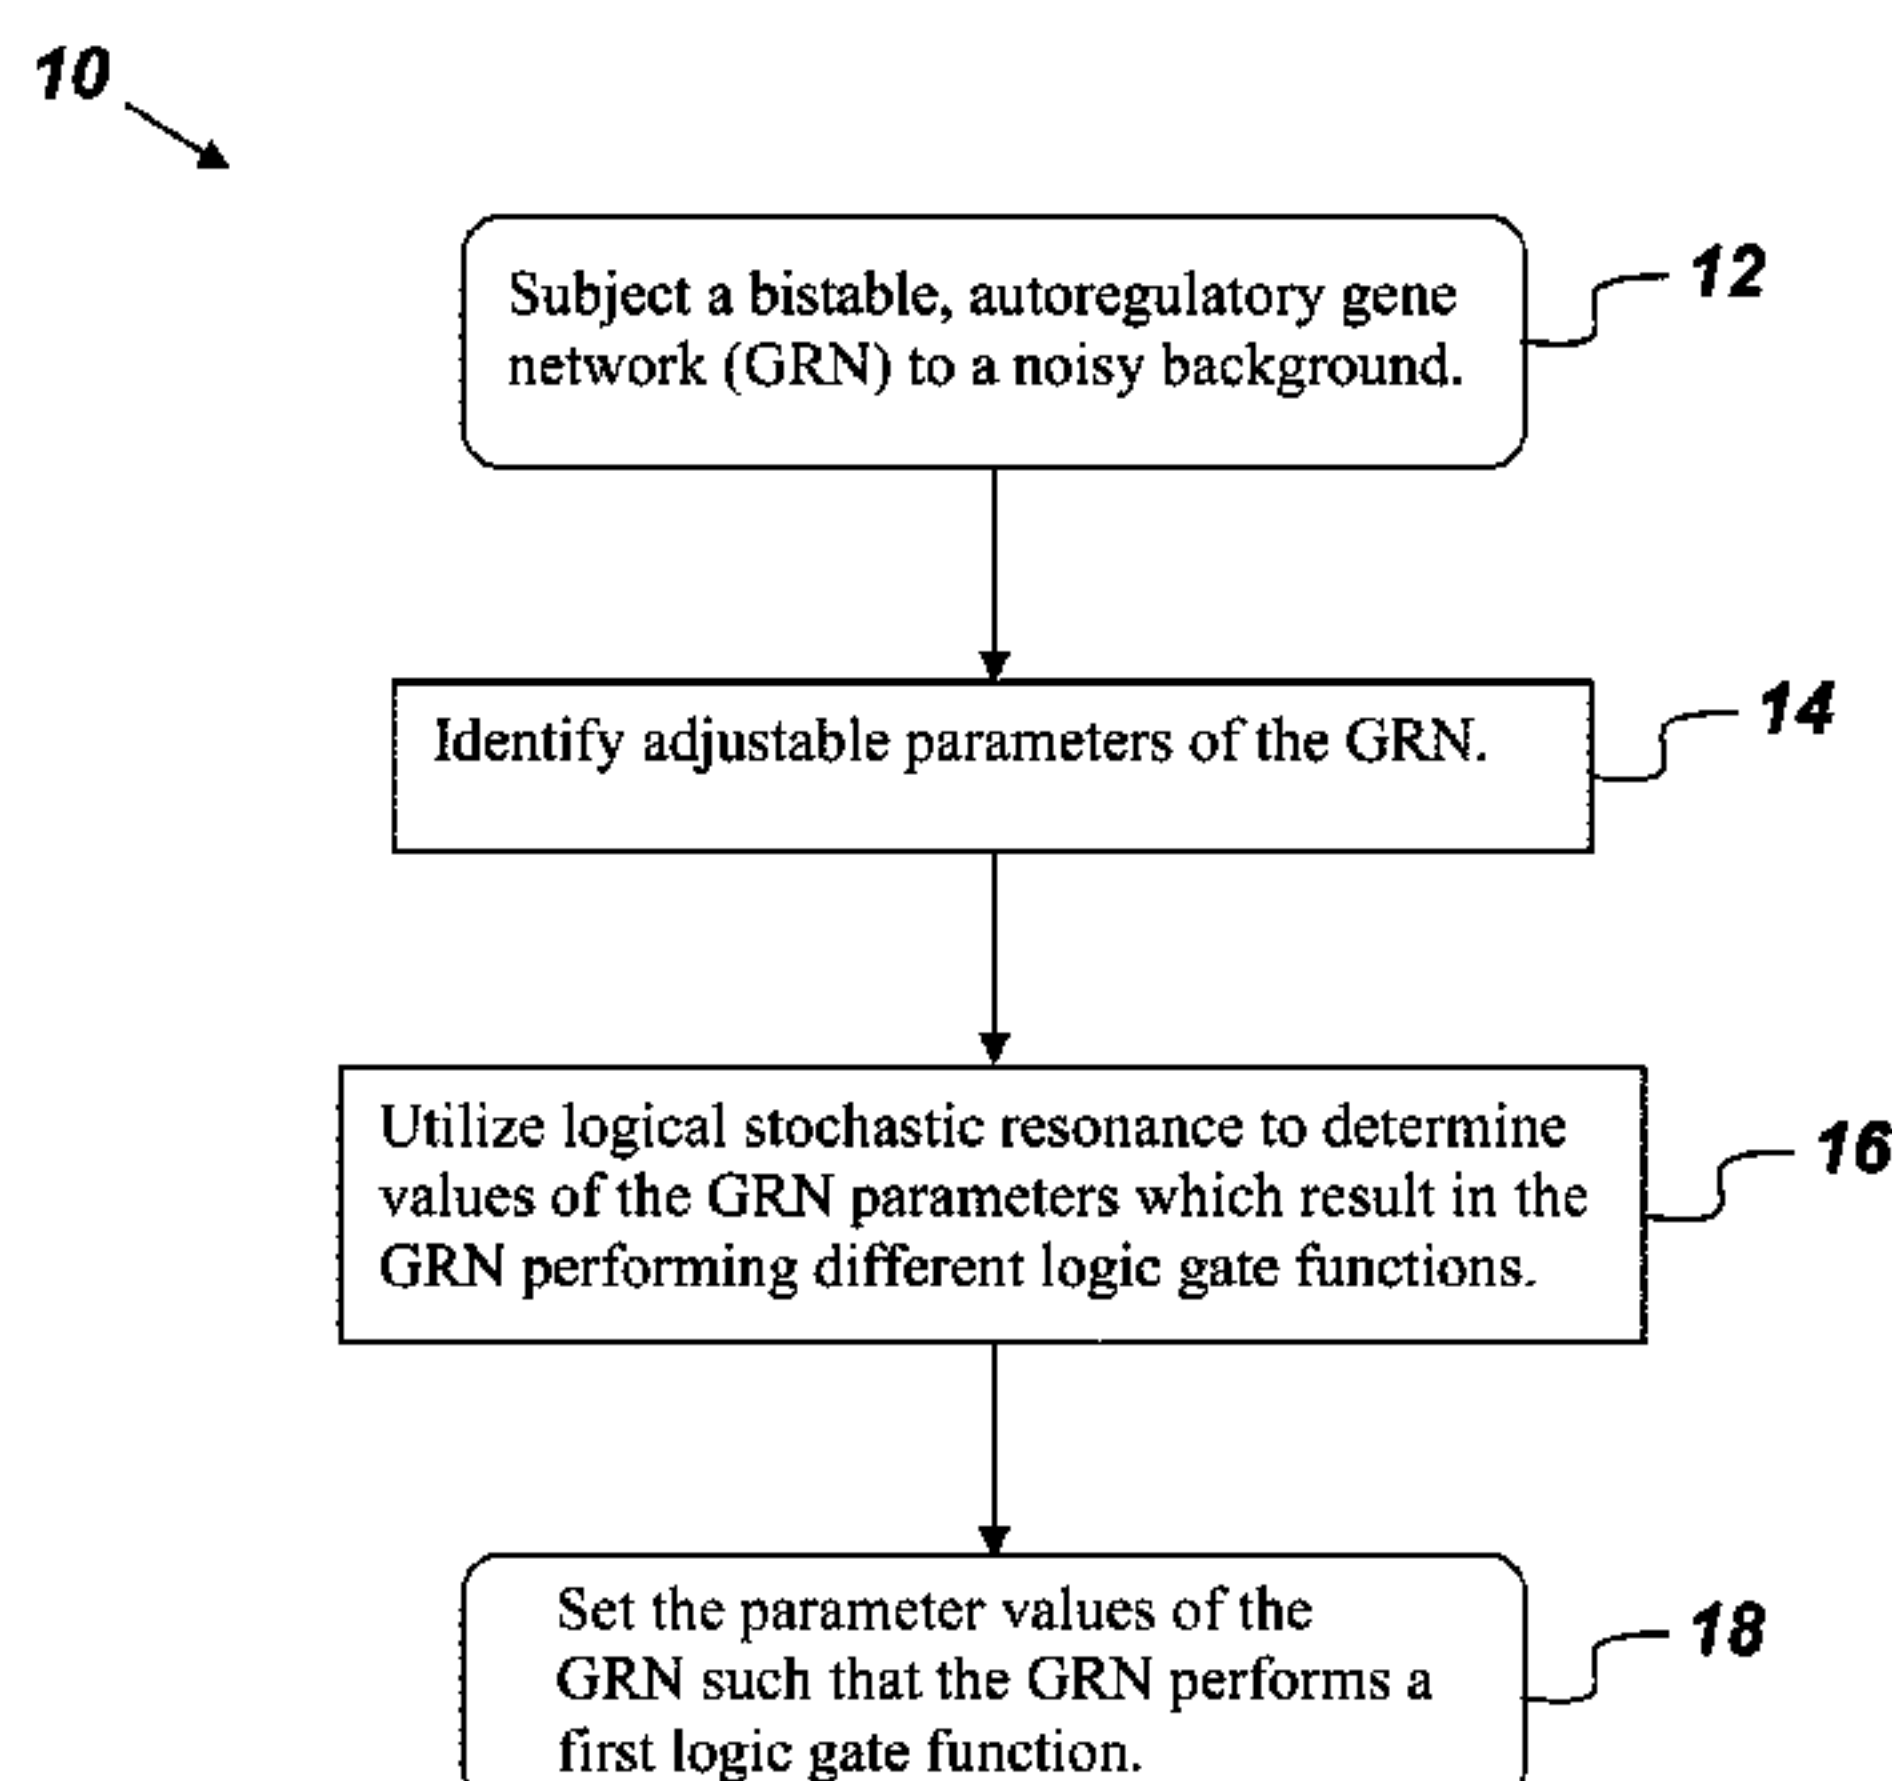 10
Subject a bistable, autoregulatory gene
network (GRN) to a noisy background.
12
Identify adjustable parameters of the GRN.
14
Utilize logical stochastic resonance to determine
values of the GRN parameters which result in the
GRN performing different logic gate functions.
16
Set the parameter values of the
GRN such that the GRN performs a
first logic gate function.
18